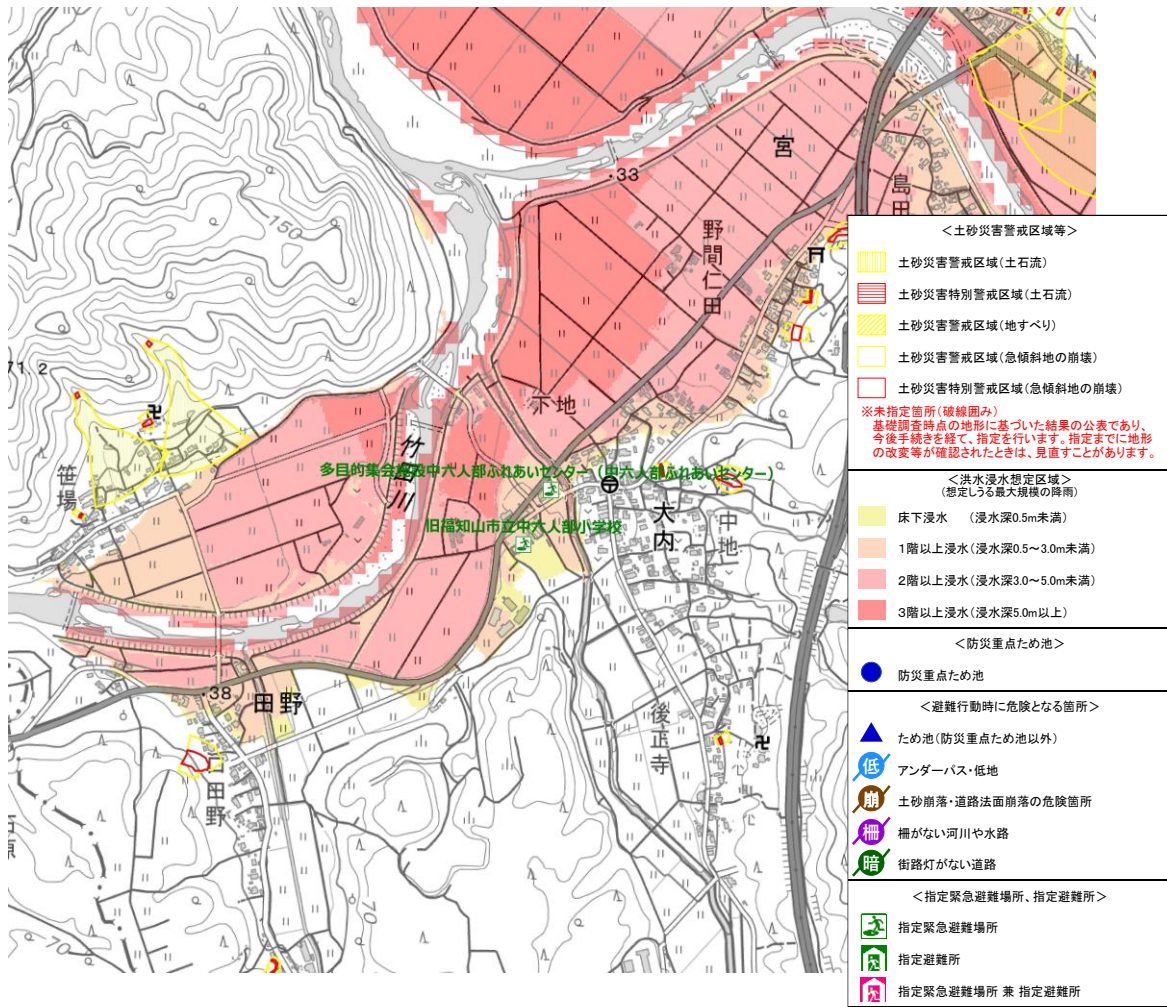 ・33
宮
島田
150
野間仁田
71.2
下地
竹田川
笹場
多目的集会施設中六人部ふれあいセンター（中六人部ふれあいセンター）
大内
中地
旧福知山市立中六人部小学校
・38
田野
後正寺
口田野
70
70
＜土砂災害警戒区域等＞
土砂災害警戒区域（土石流）
土砂災害特別警戒区域（土石流）
土砂災害警戒区域（地すべり）
土砂災害警戒区域（急傾斜地の崩壊）
土砂災害特別警戒区域（急傾斜地の崩壊）
※未指定箇所（破線囲み）
基礎調査時点の地形に基づいた結果の公表であり、
今後手続きを経て、指定を行います。指定までに地形
の改変等が確認されたときは、見直すことがあります。
＜洪水浸水想定区域＞
（想定しうる最大規模の降雨）
床下浸水　（浸水深0.5m未満）
1階以上浸水（浸水深0.5～3.0m未満）
2階以上浸水（浸水深3.0～5.0m未満）
3階以上浸水（浸水深5.0m以上）
＜防災重点ため池＞
防災重点ため池
＜避難行動時に危険となる箇所＞
ため池（防災重点ため池以外）
低 アンダーパス・低地
崩 土砂崩落・道路法面崩落の危険箇所
柵 柵がない河川や水路
暗 街路灯がない道路
＜指定緊急避難場所、指定避難所＞
指定緊急避難場所
指定避難所
指定緊急避難場所 兼 指定避難所